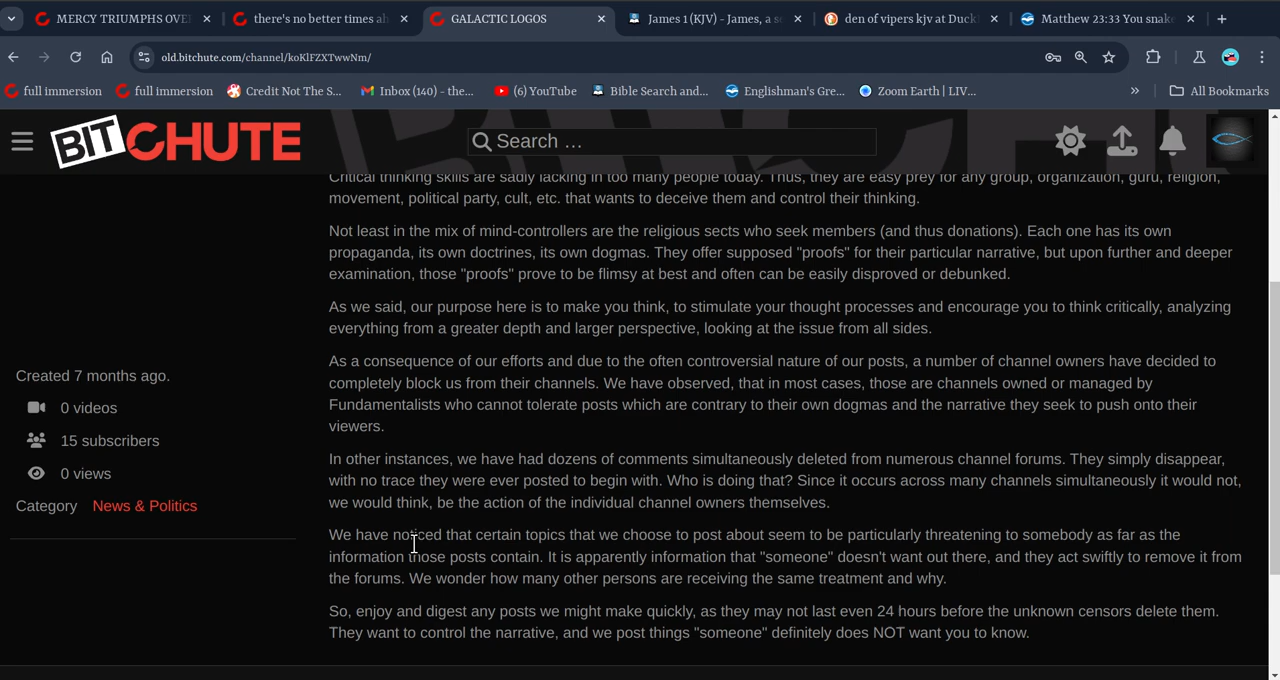 MERCY TRIUMPHS OVE
there's no better times ah
GALACTIC LOGOS
James 1 (KJV) - James, a se
den of vipers kjv at Duck
Matthew 23:33 You snake
old.bitchute.com/channel/koKlFZXTwwNm/
full immersion
full immersion
Credit Not The S...
Inbox (140) - the...
(6) YouTube
Bible Search and...
Englishman's Gre...
Zoom Earth | LIV...
All Bookmarks
BITCHUTE
Search ...
Critical thinking skills are sadly lacking in too many people today. Thus, they are easy prey for any group, organization, guru, religion,
movement, political party, cult, etc. that wants to deceive them and control their thinking.
Not least in the mix of mind-controllers are the religious sects who seek members (and thus donations). Each one has its own
propaganda, its own doctrines, its own dogmas. They offer supposed "proofs" for their particular narrative, but upon further and deeper
examination, those "proofs" prove to be flimsy at best and often can be easily disproved or debunked.
As we said, our purpose here is to make you think, to stimulate your thought processes and encourage you to think critically, analyzing
everything from a greater depth and larger perspective, looking at the issue from all sides.
As a consequence of our efforts and due to the often controversial nature of our posts, a number of channel owners have decided to
completely block us from their channels. We have observed, that in most cases, those are channels owned or managed by
Fundamentalists who cannot tolerate posts which are contrary to their own dogmas and the narrative they seek to push onto their
viewers.
In other instances, we have had dozens of comments simultaneously deleted from numerous channel forums. They simply disappear,
with no trace they were ever posted to begin with. Who is doing that? Since it occurs across many channels simultaneously it would not,
we would think, be the action of the individual channel owners themselves.
We have noticed that certain topics that we choose to post about seem to be particularly threatening to somebody as far as the
information those posts contain. It is apparently information that "someone" doesn't want out there, and they act swiftly to remove it from
the forums. We wonder how many other persons are receiving the same treatment and why.
So, enjoy and digest any posts we might make quickly, as they may not last even 24 hours before the unknown censors delete them.
They want to control the narrative, and we post things "someone" definitely does NOT want you to know.
Created 7 months ago.
0 videos
15 subscribers
0 views
Category News & Politics